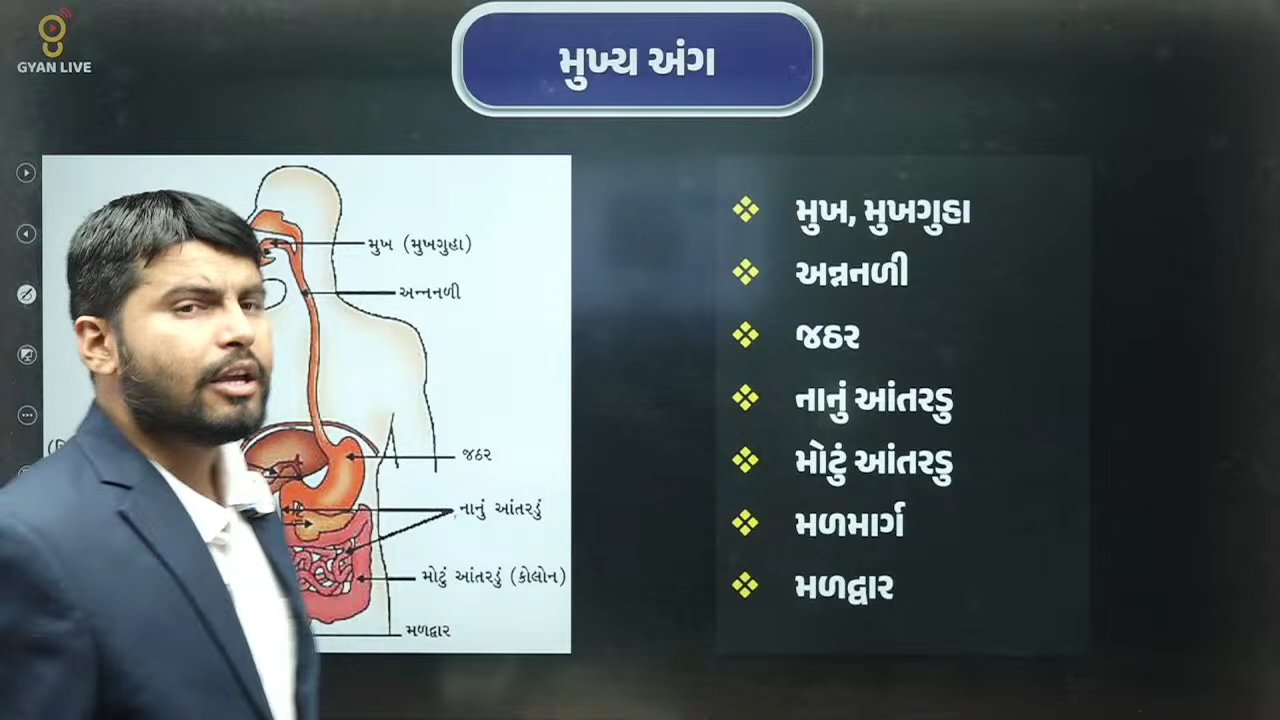 GYAN LIVE
મુખ્ય અંગ
મુખ (મુખગુહા)
અન્નનળી
જઠર
નાનું આંતરડું
મોટું આંતરડું (કોલોન)
મળદ્વાર
મુખ, મુખગુહા
અન્નનળી
જઠર
નાનું આંતરડુ
મોટું આંતરડુ
મળમાર્ગ
મળદ્વાર